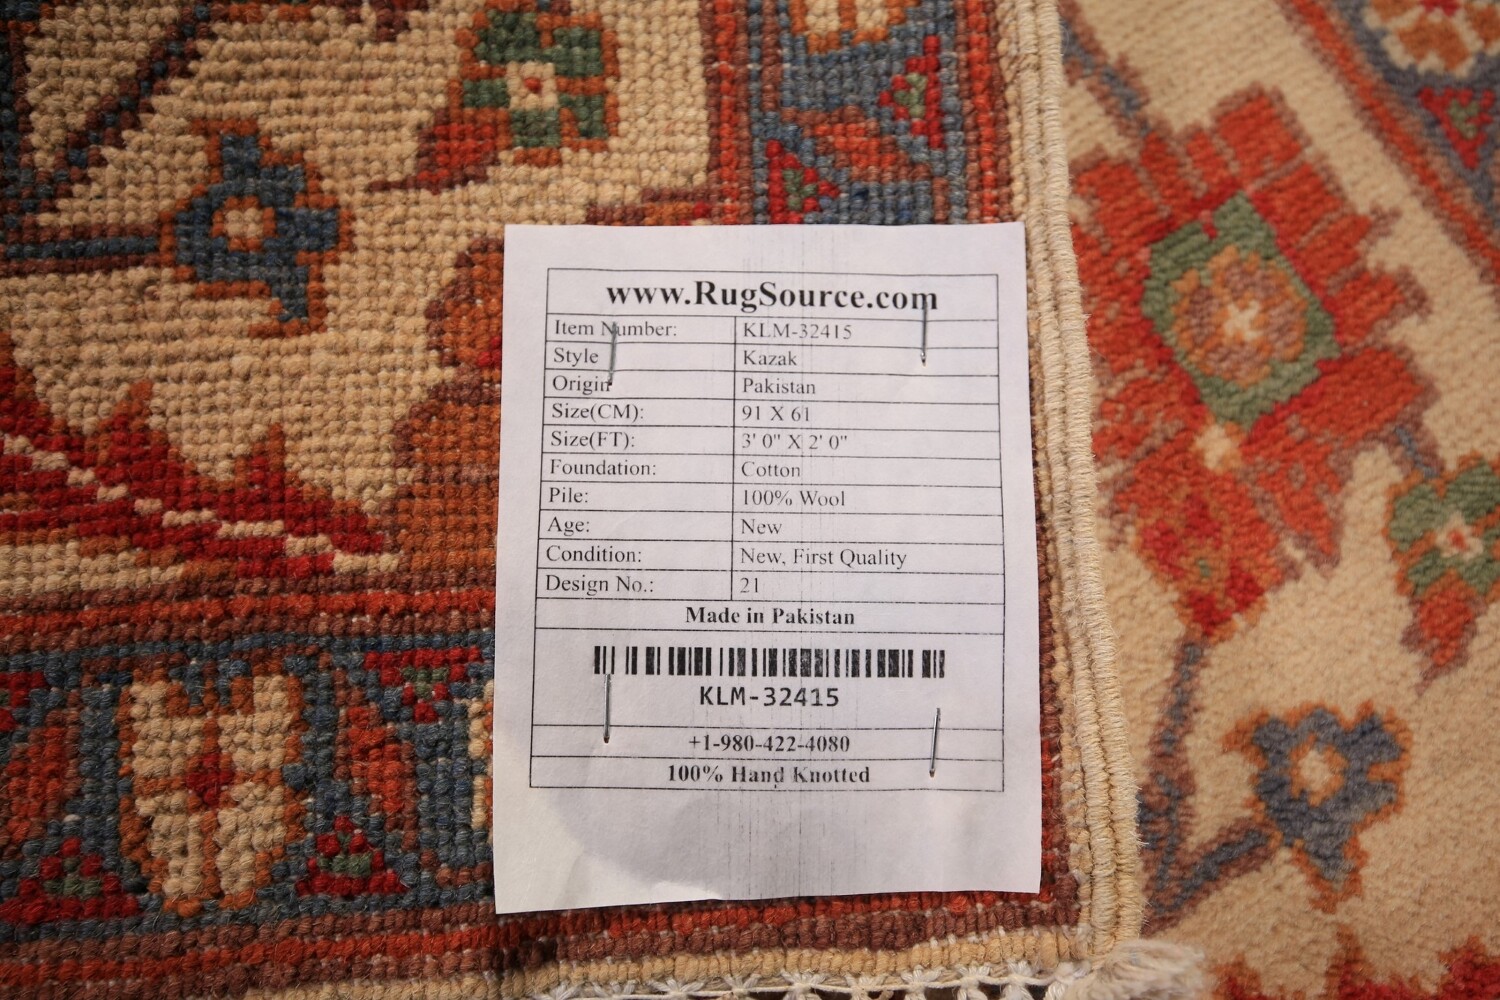 www.RugSource.com
Item Number: KLM-32415
Style Kazak
Origin Pakistan
Size(CM): 91 X 61
Size(FT): 3' 0" X 2' 0"
Foundation: Cotton
Pile: 100% Wool
Age: New
Condition: New, First Quality
Design No.: 21
Made in Pakistan
KLM-32415
+1-980-422-4080
100% Hand Knotted